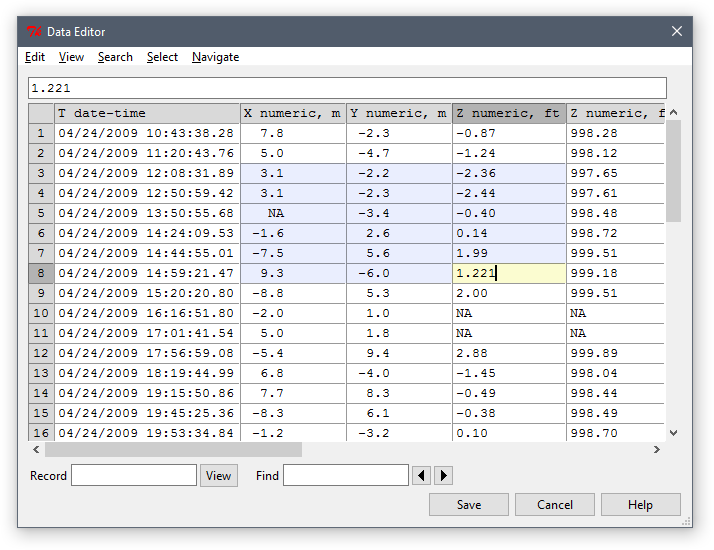 Data Editor
Edit View Search Select Navigate
1.221
T date-time X numeric, m Y numeric, m Z numeric, ft Z numeric, f
1 04/24/2009 10:43:38.28 7.8 -2.3 -0.87 998.28
2 04/24/2009 11:20:43.76 5.0 -4.7 -1.24 998.12
3 04/24/2009 12:08:31.89 3.1 -2.2 -2.36 997.65
4 04/24/2009 12:50:59.42 3.1 -2.3 -2.44 997.61
5 04/24/2009 13:50:55.68 NA -3.4 -0.40 998.48
6 04/24/2009 14:24:09.53 -1.6 2.6 0.14 998.72
7 04/24/2009 14:44:55.01 -7.5 5.6 1.99 999.51
8 04/24/2009 14:59:21.47 9.3 -6.0 1.221 999.18
9 04/24/2009 15:20:20.80 -8.8 5.3 2.00 999.51
10 04/24/2009 16:16:51.80 -2.0 1.0 NA NA
11 04/24/2009 17:01:41.54 5.0 1.8 NA NA
12 04/24/2009 17:56:59.08 -5.4 9.4 2.88 999.89
13 04/24/2009 18:19:44.99 6.8 -4.0 -1.45 998.04
14 04/24/2009 19:15:50.86 7.7 8.3 -0.49 998.44
15 04/24/2009 19:45:25.36 -8.3 6.1 -0.38 998.49
16 04/24/2009 19:53:34.84 -1.2 -3.2 0.10 998.70
Record View Find
Save Cancel Help